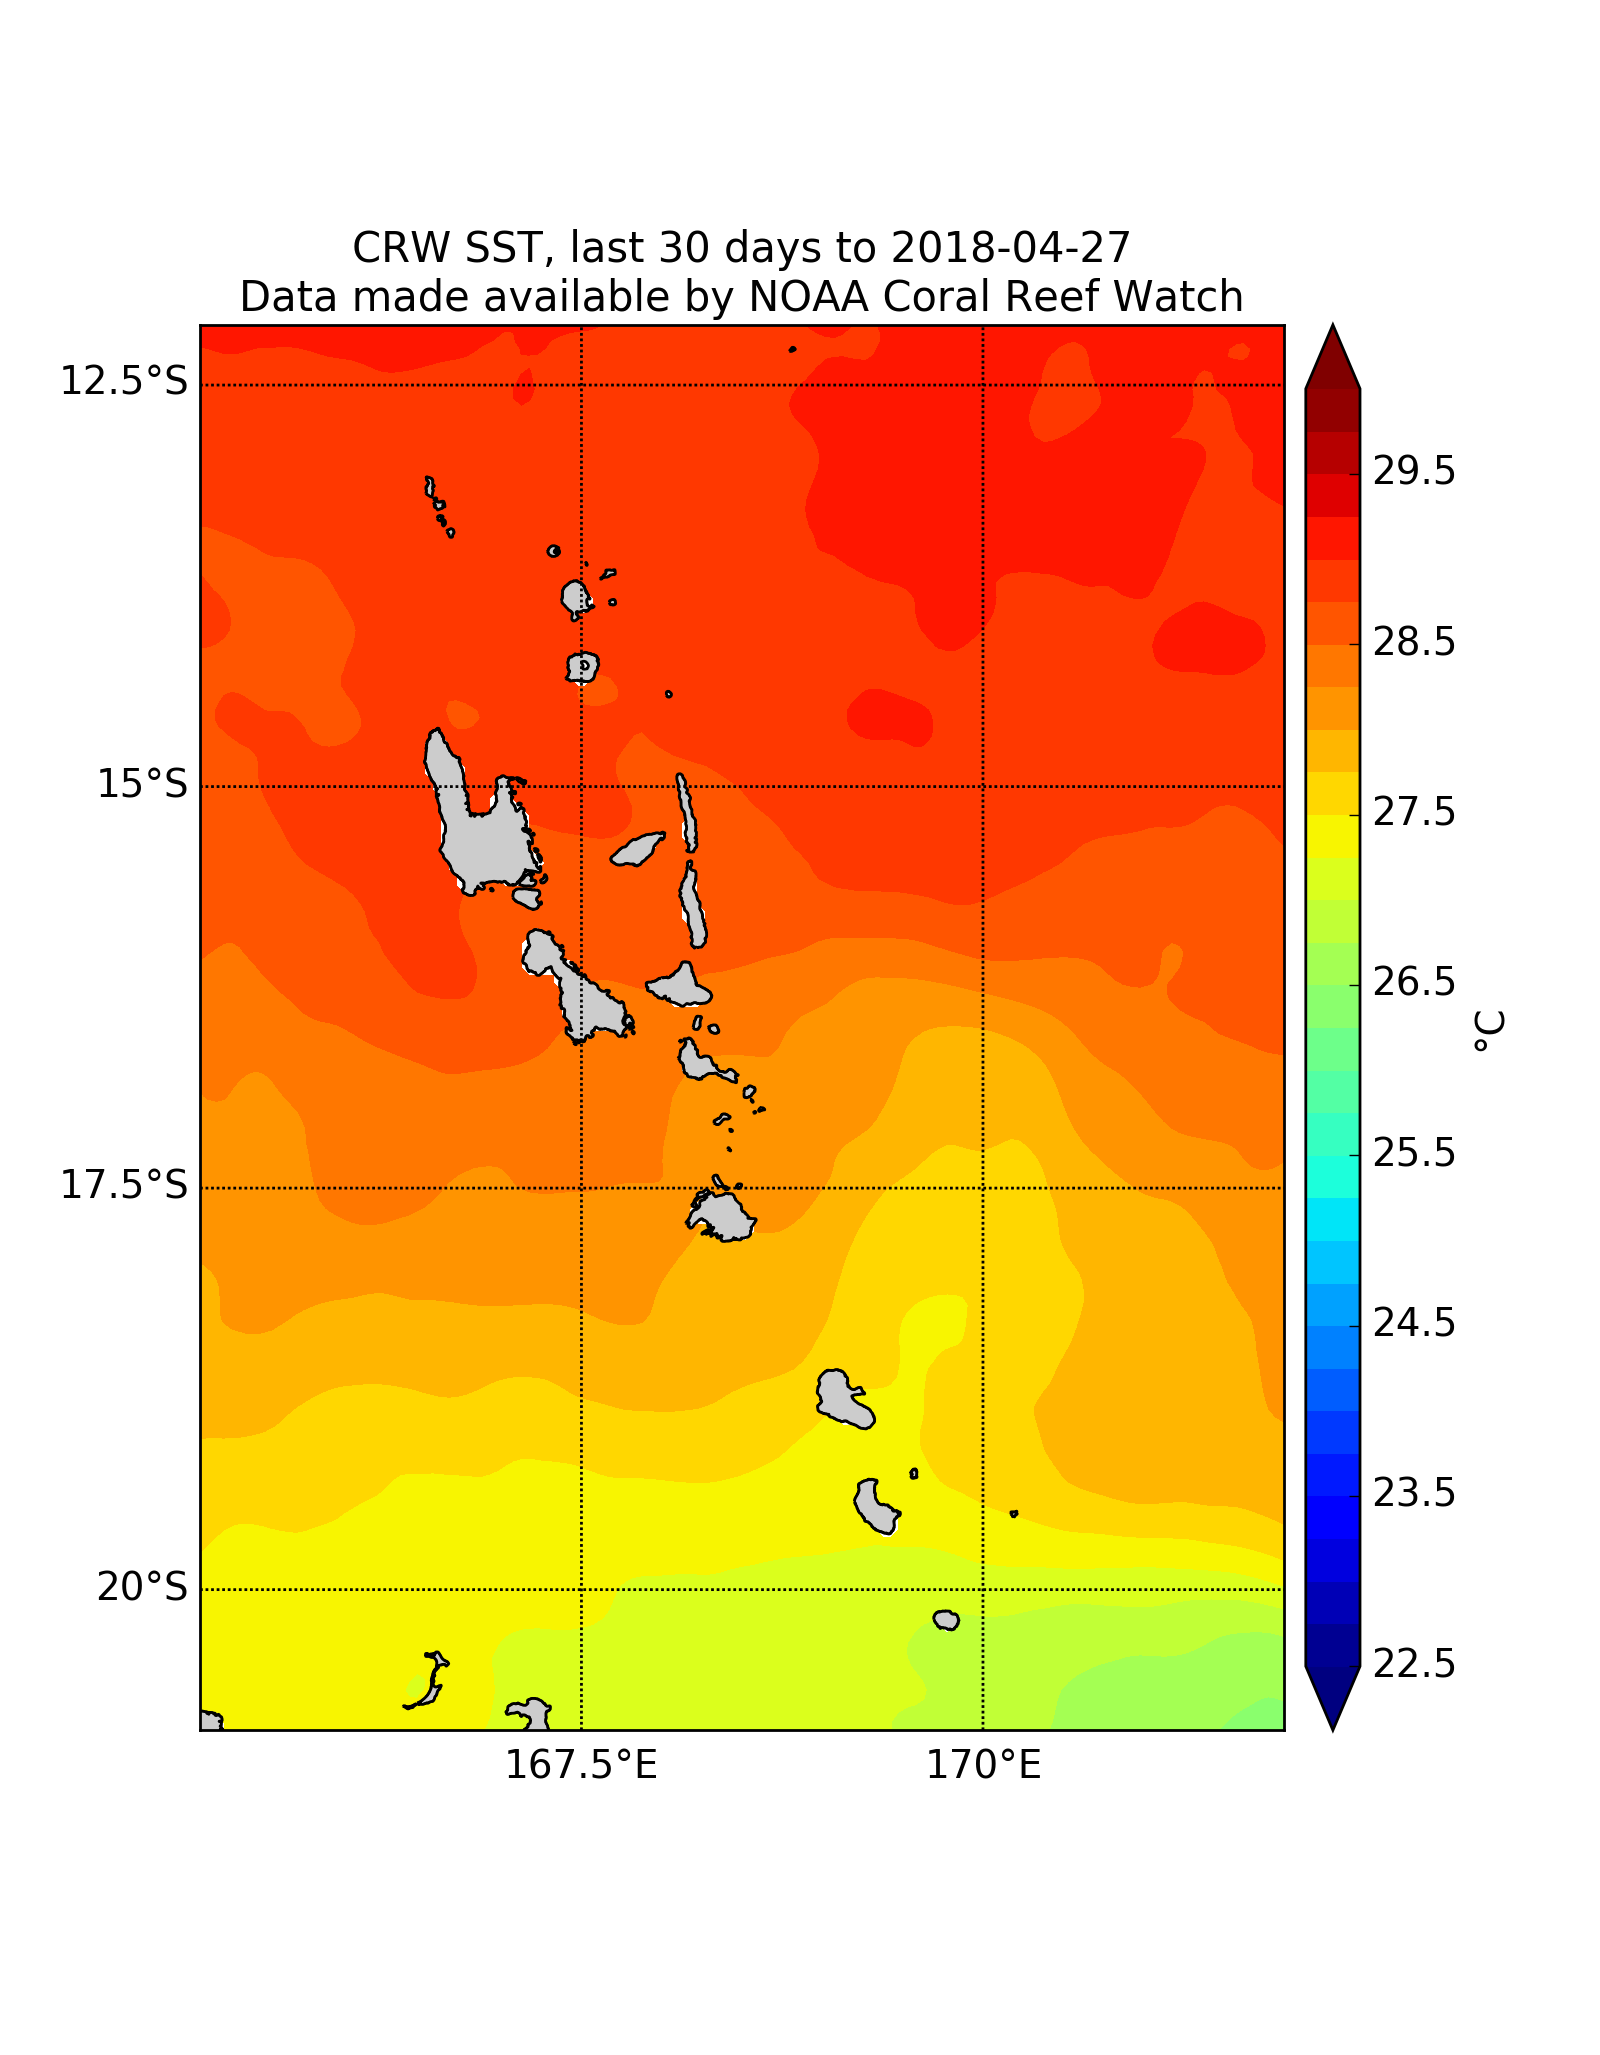 CRW SST, last 30 days to 2018-04-27
Data made available by NOAA Coral Reef Watch
12.5°S
15°S
17.5°S
20°S
167.5°E
170°E
29.5
28.5
27.5
26.5
25.5
24.5
23.5
22.5
°C